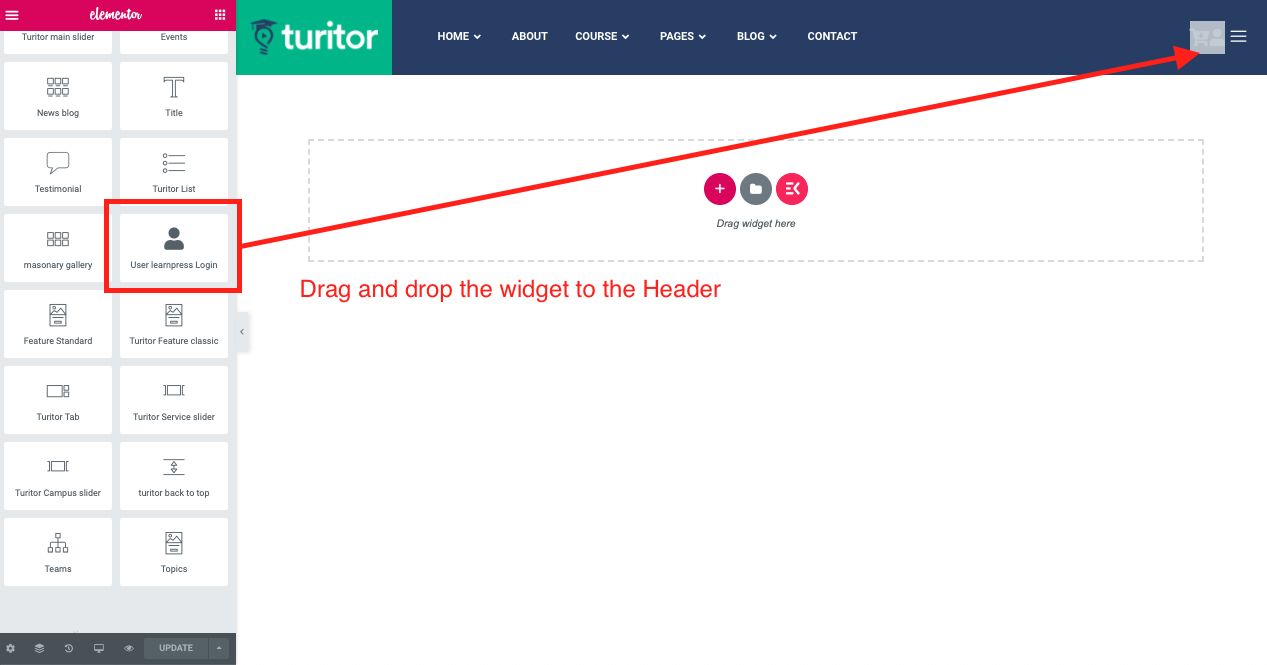 elementor
Turitor main slider
Events
News blog
Title
Testimonial
Turitor List
masonary gallery
User learnpress Login
Feature Standard
Turitor Feature classic
Turitor Tab
Turitor Service slider
Turitor Campus slider
turitor back to top
Teams
Topics
UPDATE
turitor
HOME
ABOUT
COURSE
PAGES
BLOG
CONTACT
Drag widget here
Drag and drop the widget to the Header